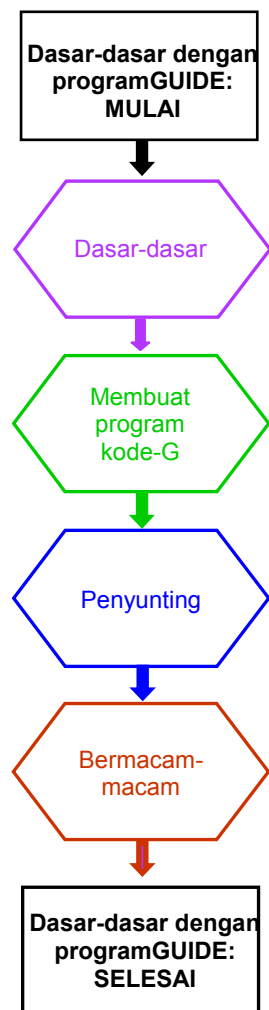 Dasar-dasar dengan
programGUIDE:
MULAI
Dasar-dasar
Membuat
program
kode-G
Penyunting
Bermacam-
macam
Dasar-dasar dengan
programGUIDE:
SELESAI